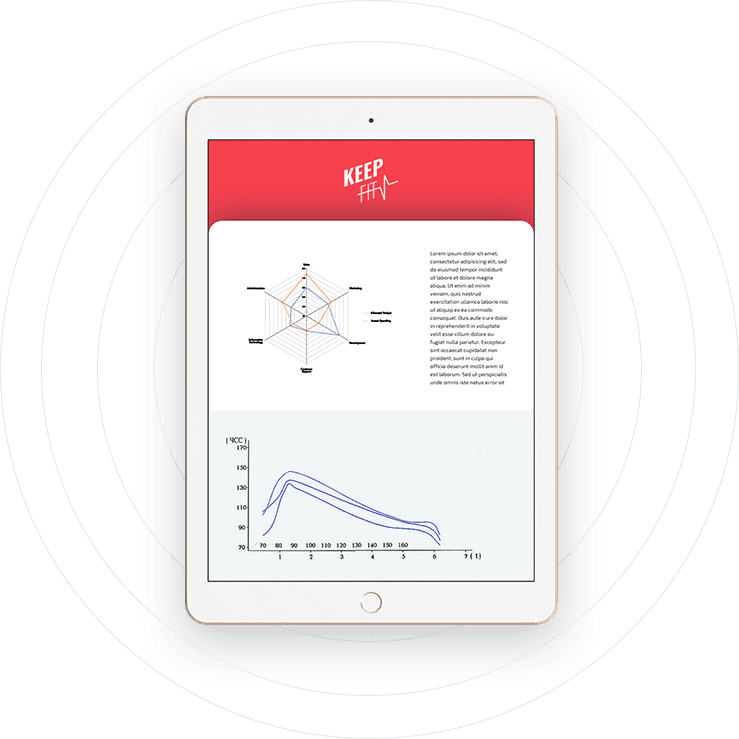 KEEP
FIT
Sales
Administration
Marketing
Allocated Budget
Actual Spending
Information
Technology
Development
Customer
Support
Lorem ipsum dolor sit amet,
consectetur adipisicing elit, sed
do eiusmod tempor incididunt
ut labore et dolore magna
aliqua. Ut enim ad minim
veniam, quis nostrud
exercitation ullamco laboris nisi
ut aliquip ex ea commodo
consequat. Duis aute irure dolor
in reprehenderit in voluptate
velit esse cillum dolore eu
fugiat nulla pariatur. Excepteur
sint occaecat cupidatat non
proident, sunt in culpa qui
officia deserunt mollit anim id
est laborum. Sed ut perspiciatis
unde omnis iste natus error sit
(ЧСС)
170
150
130
110
90
70
70 80 90 100 110 120 130 140 150 160
1 2 3 4 5 6 7 (t)